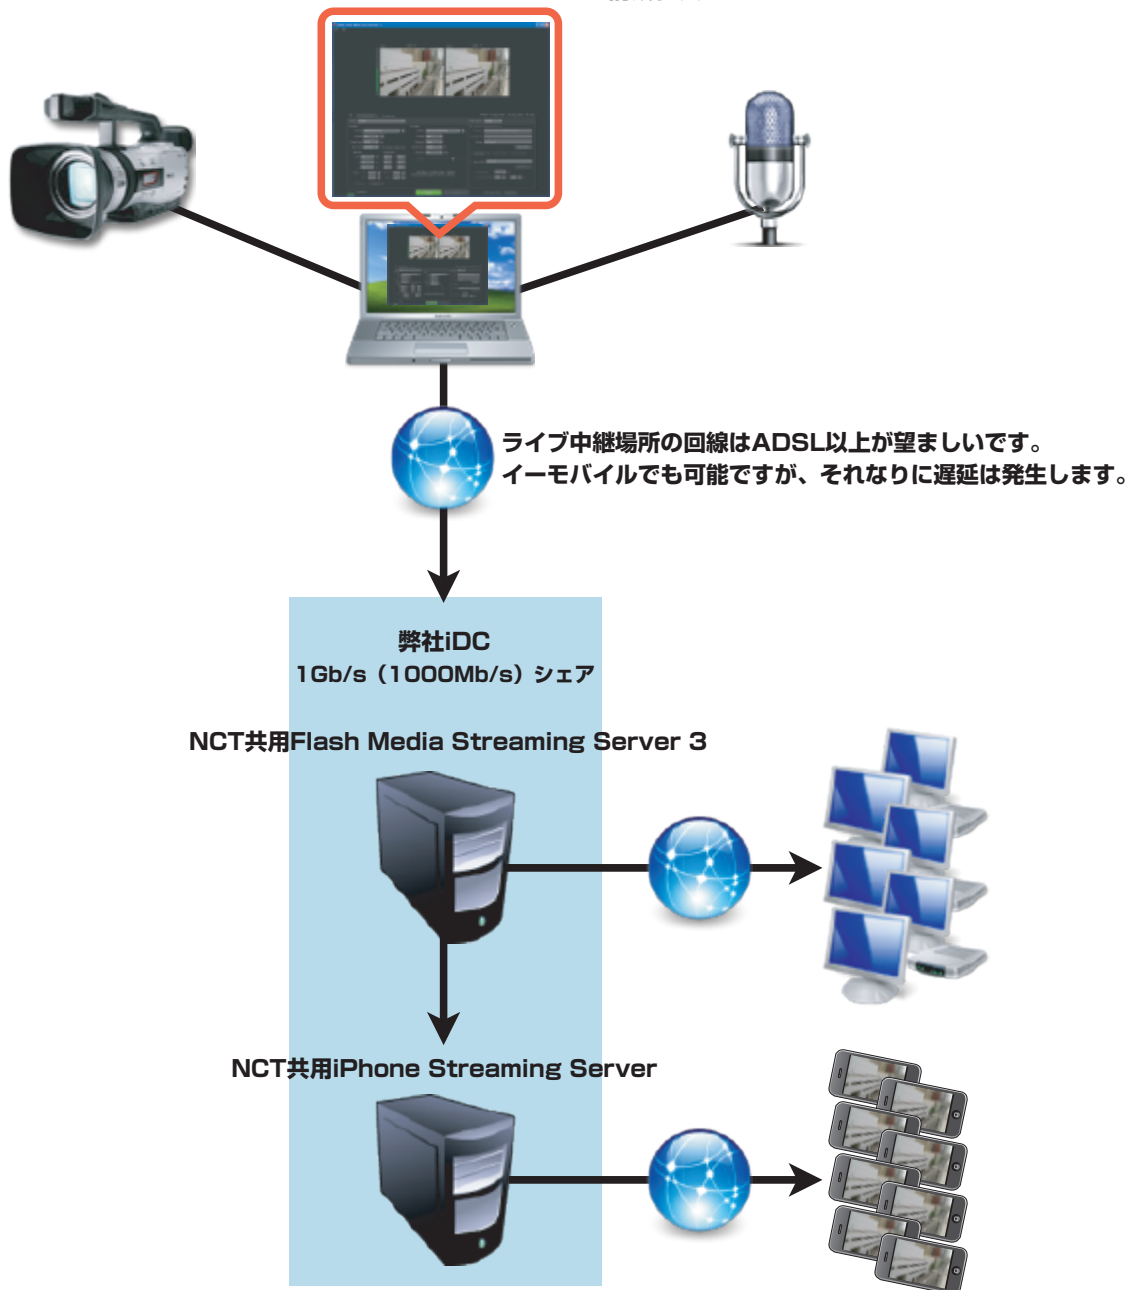 ライブ中継場所の回線はADSL以上が望ましいです。
イーモバイルでも可能ですが、それなりに遅延は発生します。
弊社iDC
1Gb/s（1000Mb/s）シェア
NCT共用Flash Media Streaming Server 3
NCT共用iPhone Streaming Server